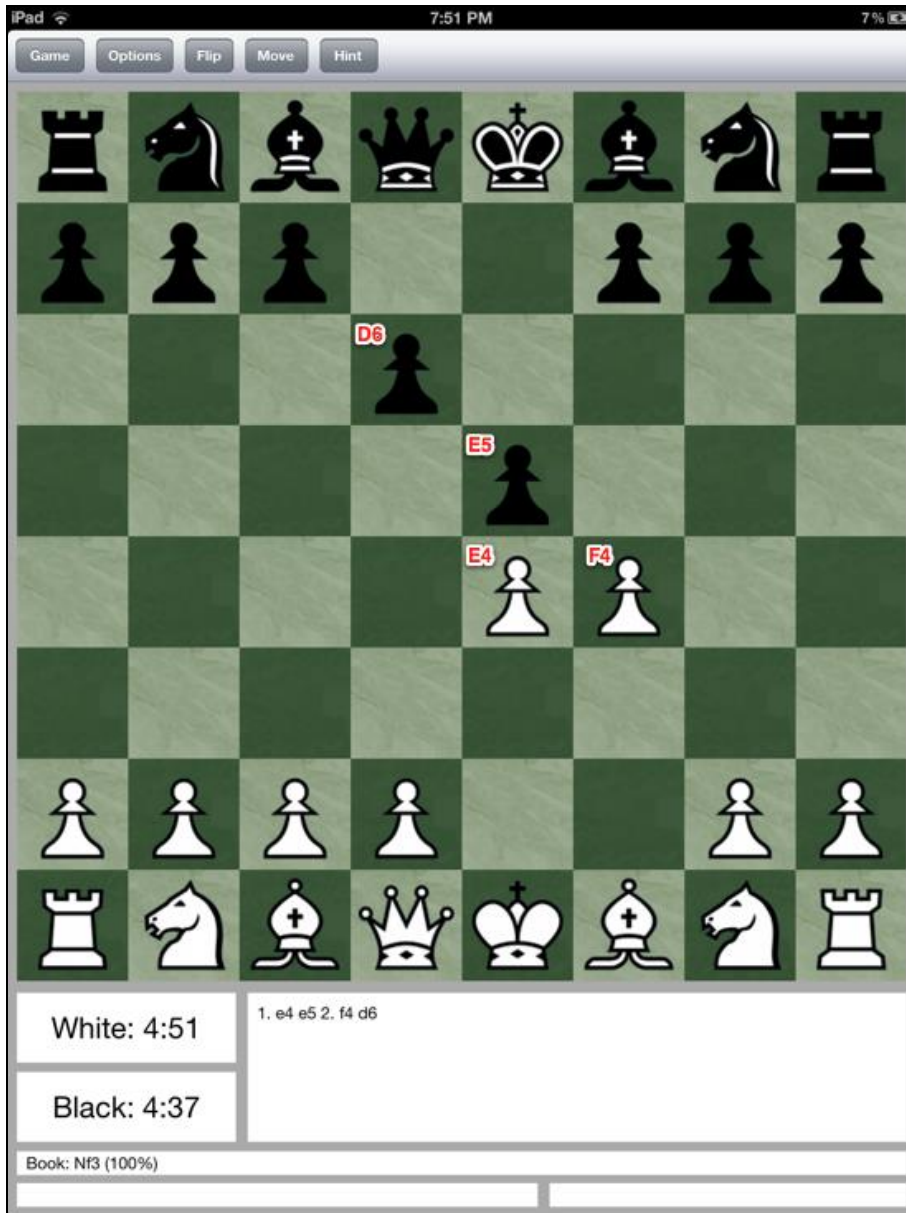 iPad 7:51 PM 7%
Game Options Flip Move Hint
D6
E5
E4 F4
White: 4:51
1. e4 e5 2. f4 d6
Black: 4:37
Book: Nf3 (100%)